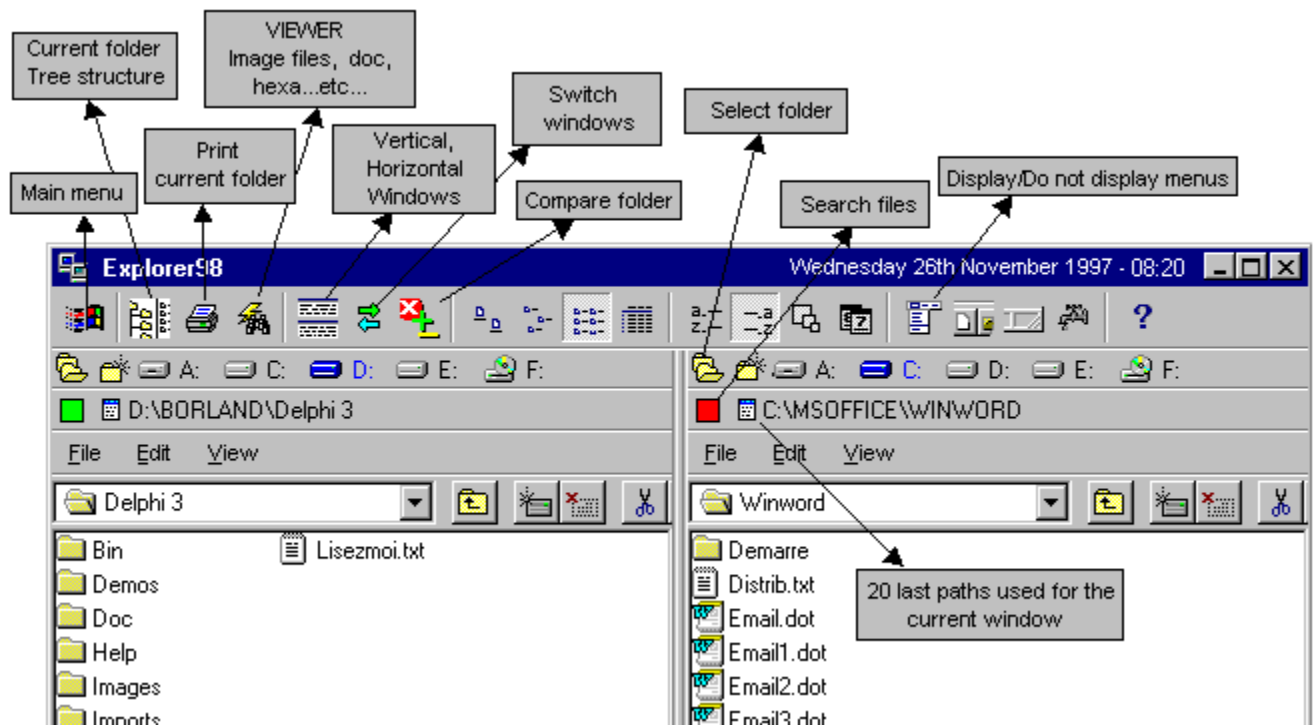 VIEWER
Image files, doc,
hexa...etc...
Current folder
Tree structure
Switch
windows
Select folder
Print
current folder
Vertical,
Horizontal
Windows
Main menu
Compare folder
Search files
Display/Do not display menus
Explorer98
Wednesday 26th November 1997 - 08:20
a.
z.
.a
.z
7
?
A: C: D: E: F:
A: C: D: E: F:
D:\BORLAND\Delphi 3
C:\MSOFFICE\WINWORD
File Edit View
File Edit View
Delphi 3
Winword
Bin
Lisezmoi.txt
Demos
Doc
Help
Images
Imports
Demarre
Distrib.txt
Email.dot
Email1.dot
Email2.dot
Email3.dot
20 last paths used for the
current window